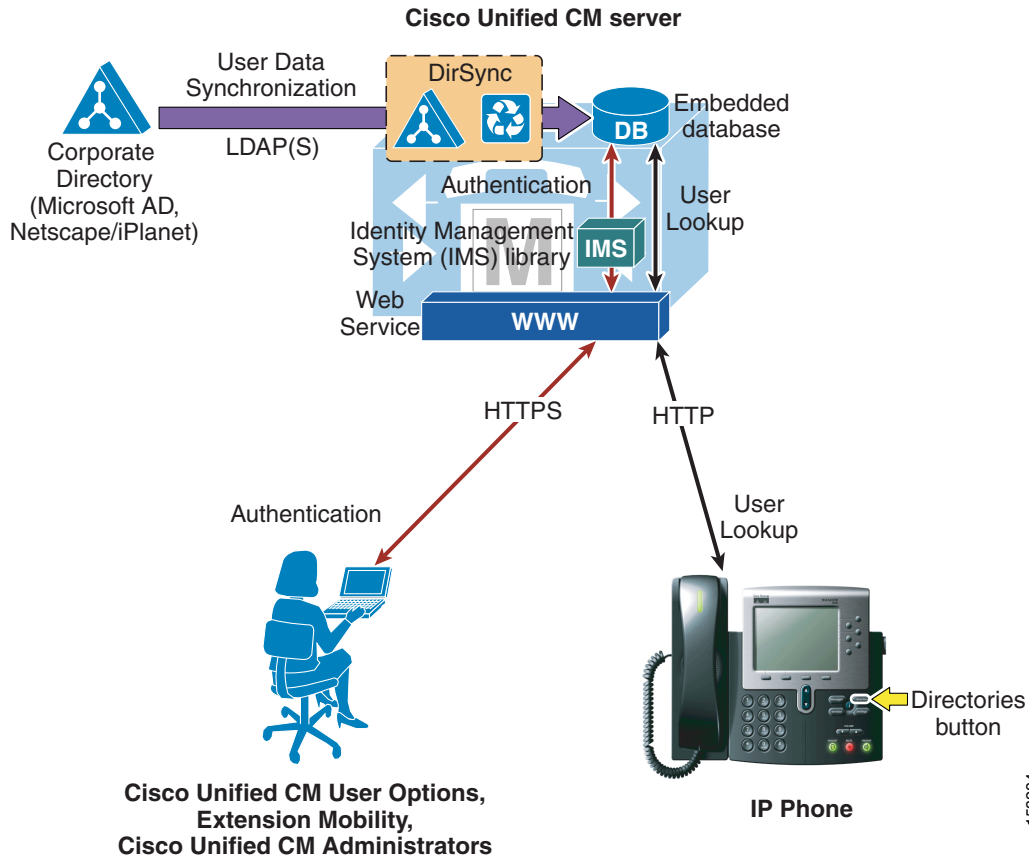 Cisco Unified CM server
User Data
Synchronization
LDAP(S)
DirSync
DB
Embedded
database
Corporate
Directory
(Microsoft AD,
Netscape/iPlanet)
Authentication
User
Lookup
Identity Management
System (IMS) library
IMS
M
Web
Service
WWW
HTTPS
HTTP
Authentication
User
Lookup
Directories
button
Cisco Unified CM User Options,
Extension Mobility,
Cisco Unified CM Administrators
IP Phone